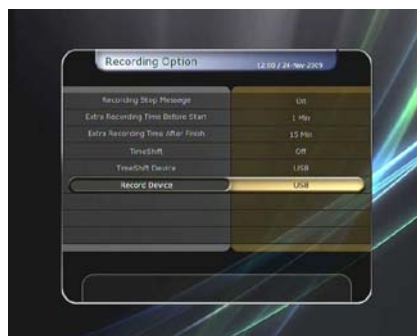 Recording Option 12:00 / 24-Nov-2009
Recording Stop Message On
Extra Recording Time Before Start 1 Min
Extra Recording Time After Finish 15 Min
TimeShift Off
TimeShift Device USB
Record Device USB